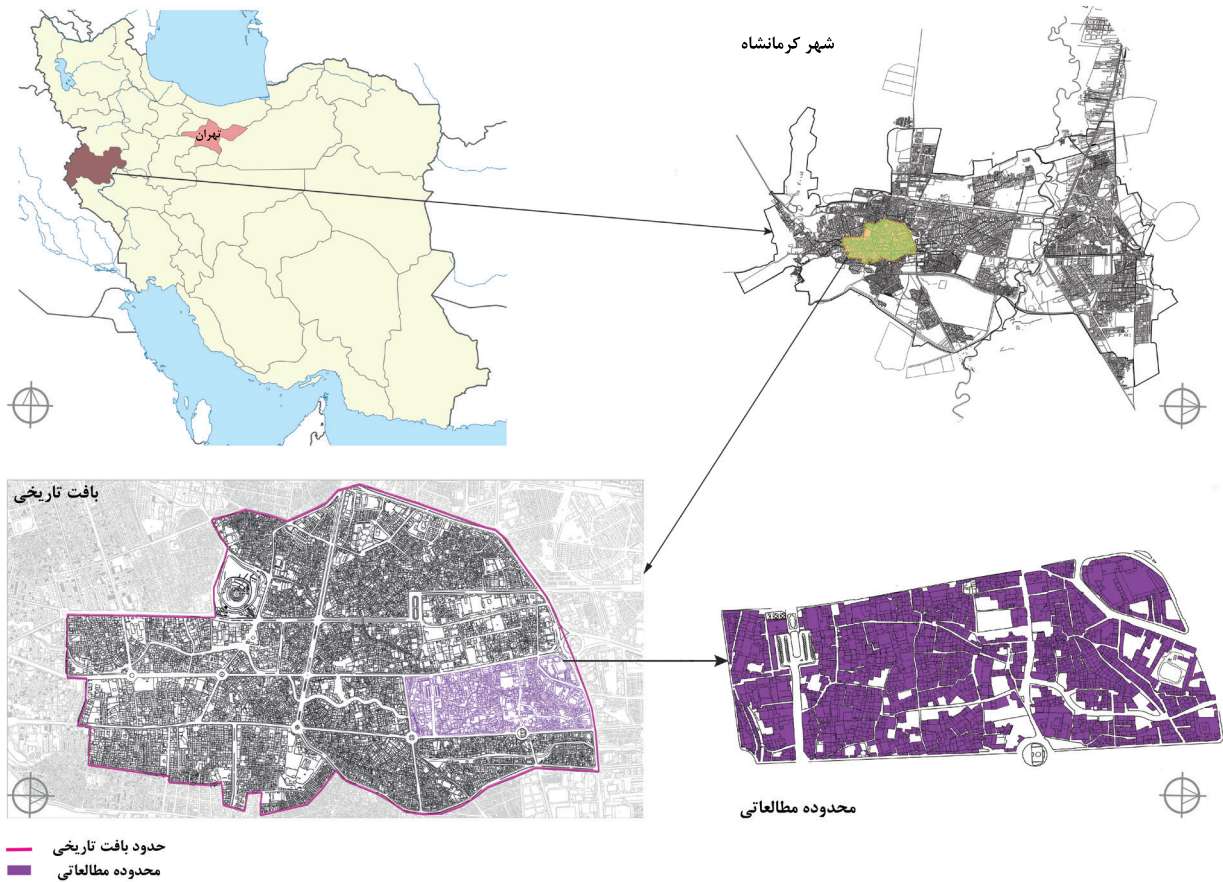 شهر کرمانشاه
تهران
بافت تاریخی
محدوده مطالعاتی
حدود بافت تاریخی
محدوده مطالعاتی